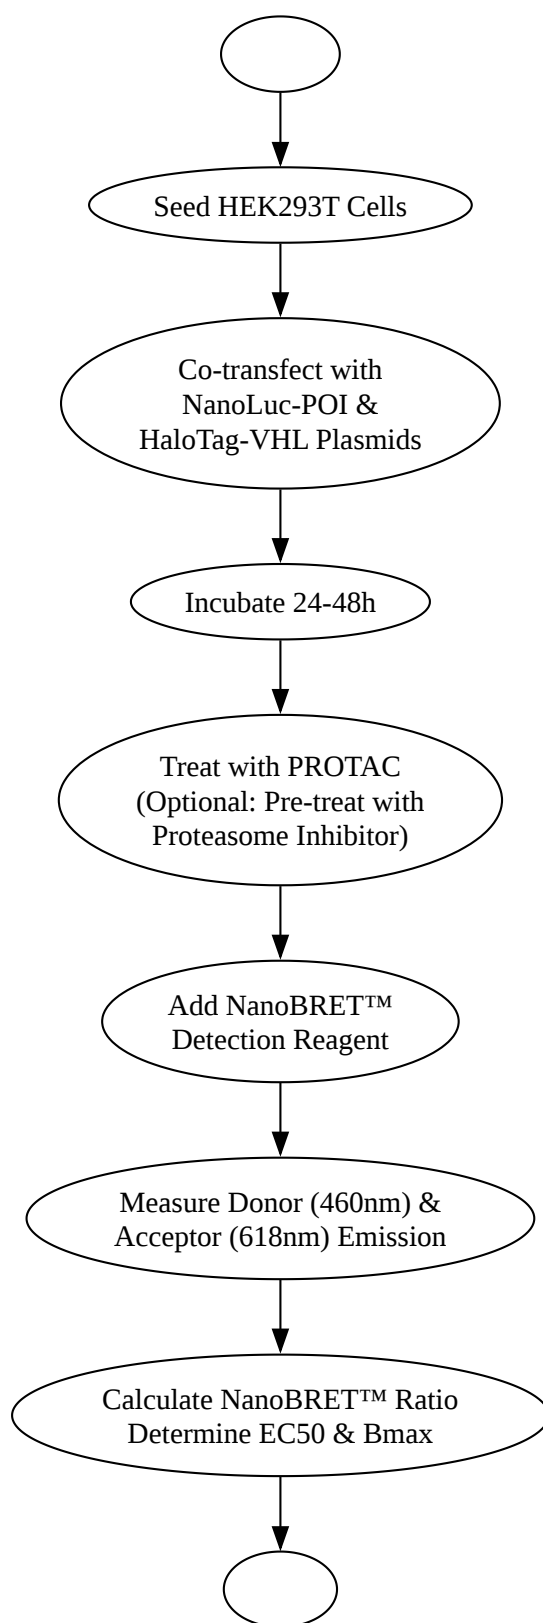 Seed HEK293T Cells
Co-transfect with
NanoLuc-POI &
HaloTag-VHL Plasmids
Incubate 24-48h
Treat with PROTAC
(Optional: Pre-treat with
Proteasome Inhibitor)
Add NanoBRET™
Detection Reagent
Measure Donor (460nm) &
Acceptor (618nm) Emission
Calculate NanoBRET™ Ratio
Determine EC50 & Bmax